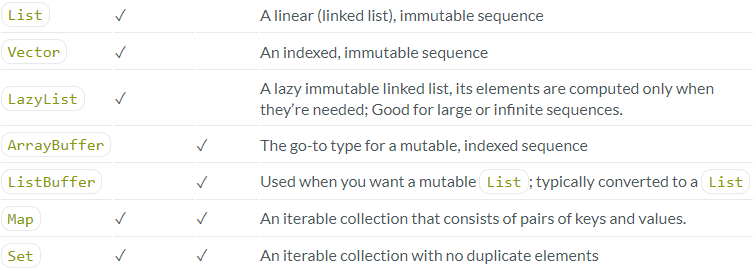 List ✓ A linear (linked list), immutable sequence
Vector ✓ An indexed, immutable sequence
LazyList ✓ A lazy immutable linked list, its elements are computed only when
they’re needed; Good for large or infinite sequences.
ArrayBuffer ✓ The go-to type for a mutable, indexed sequence
ListBuffer ✓ Used when you want a mutable List ; typically converted to a List
Map ✓ ✓ An iterable collection that consists of pairs of keys and values.
Set ✓ ✓ An iterable collection with no duplicate elements